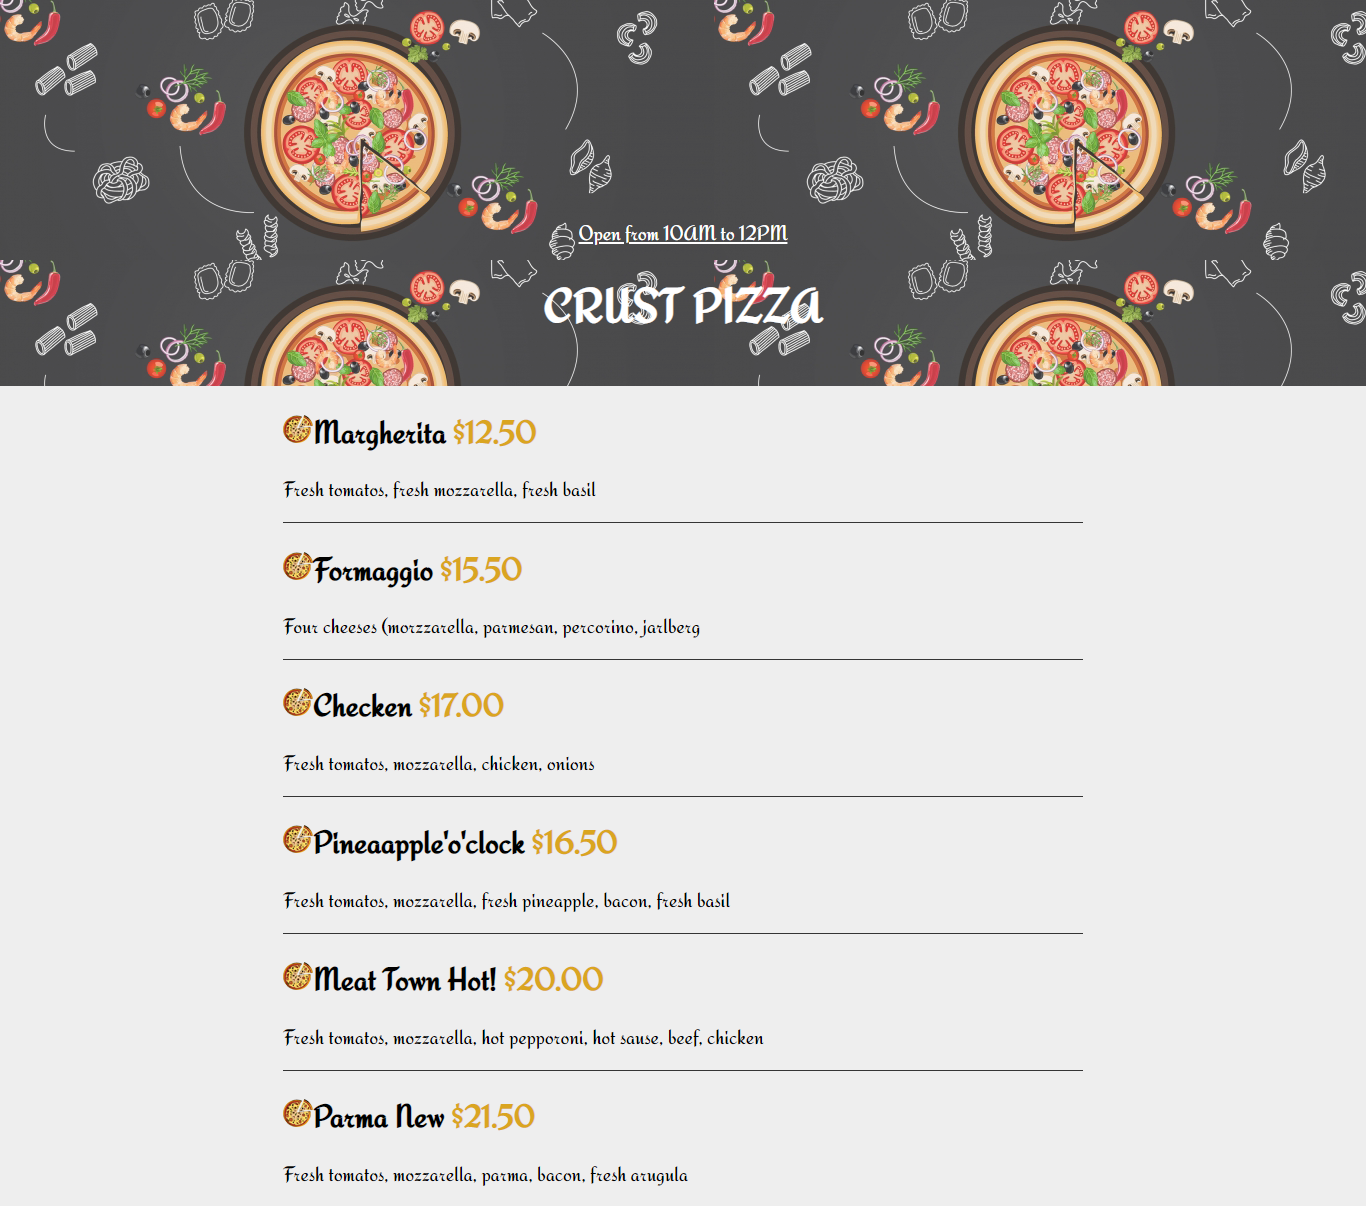 Open from 10AM to 12PM
CRUST PIZZA
Margherita $12.50
Fresh tomatos, fresh mozzarella, fresh basil
Formaggio $15.50
Four cheeses (morzzarella, parmesan, percorino, jarlberg
Checken $17.00
Fresh tomatos, mozzarella, chicken, onions
Pineaapple'o'clock $16.50
Fresh tomatos, mozzarella, fresh pineapple, bacon, fresh basil
Meat Town Hot! $20.00
Fresh tomatos, mozzarella, hot pepporoni, hot sause, beef, chicken
Parma New $21.50
Fresh tomatos, mozzarella, parma, bacon, fresh arugula